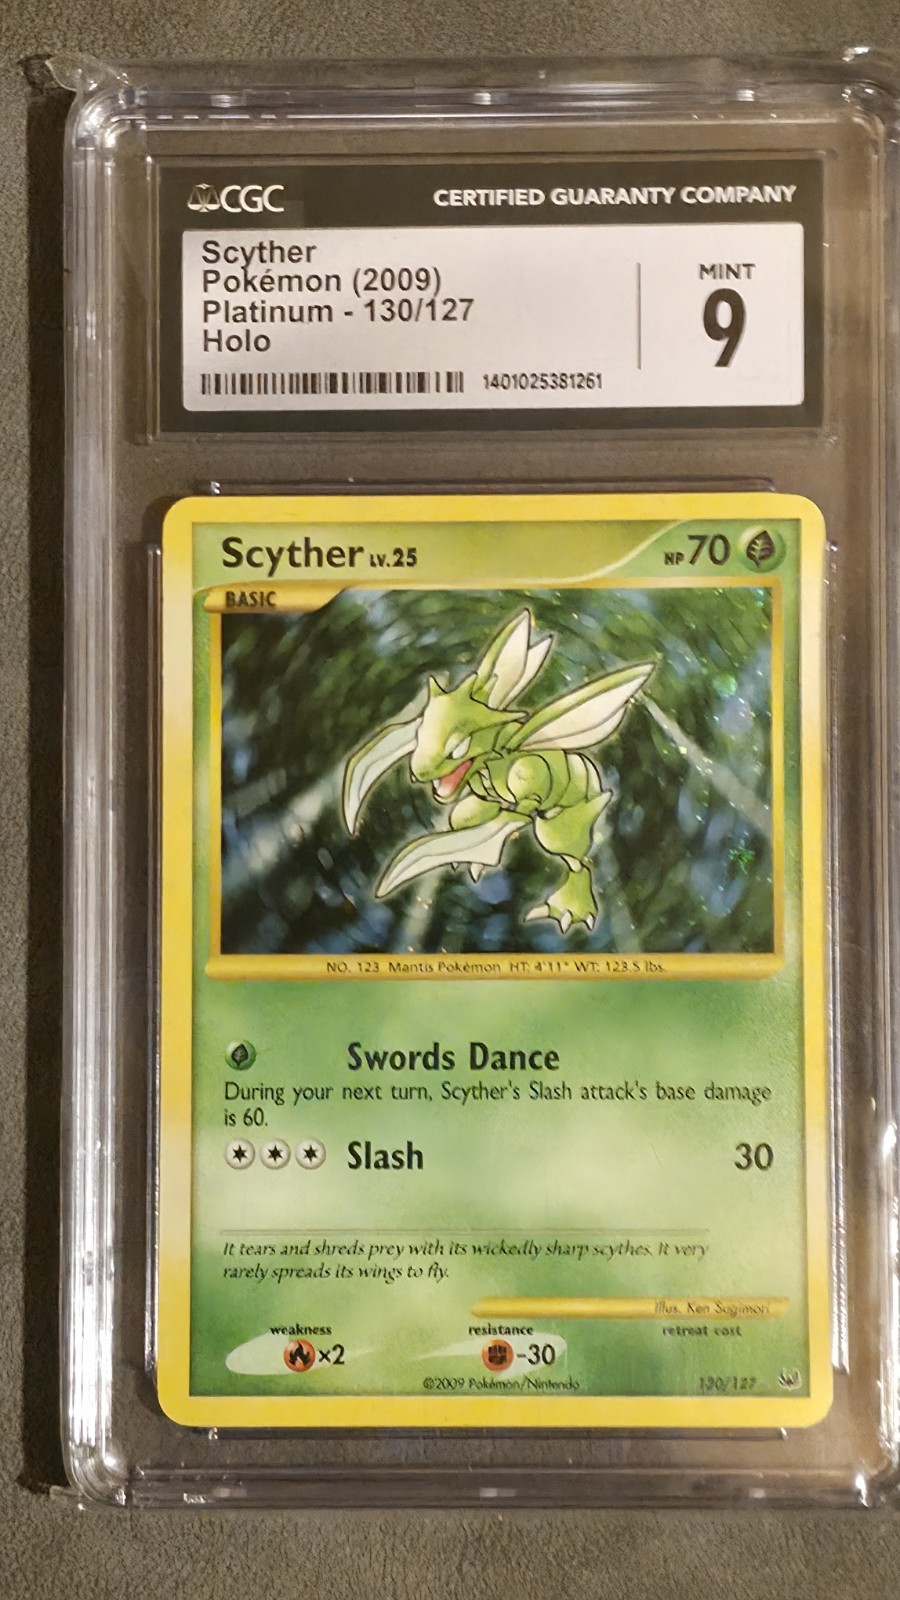 CGC
CERTIFIED GUARANTY COMPANY
Scyther
Pokémon (2009)
Platinum - 130/127
Holo
MINT
9
1401025381261
Scyther LV.25
HP 70
BASIC
NO. 123 Mantis Pokémon HT: 4'11" WT: 123.5 lbs.
Swords Dance
During your next turn, Scyther's Slash attack's base damage
is 60.
Slash 30
It tears and shreds prey with its wickedly sharp scythes. It very
rarely spreads its wings to fly.
Illus. Ken Sugimori
weakness resistance retreat cost
×2 -30
©2009 Pokémon/Nintendo 130/127